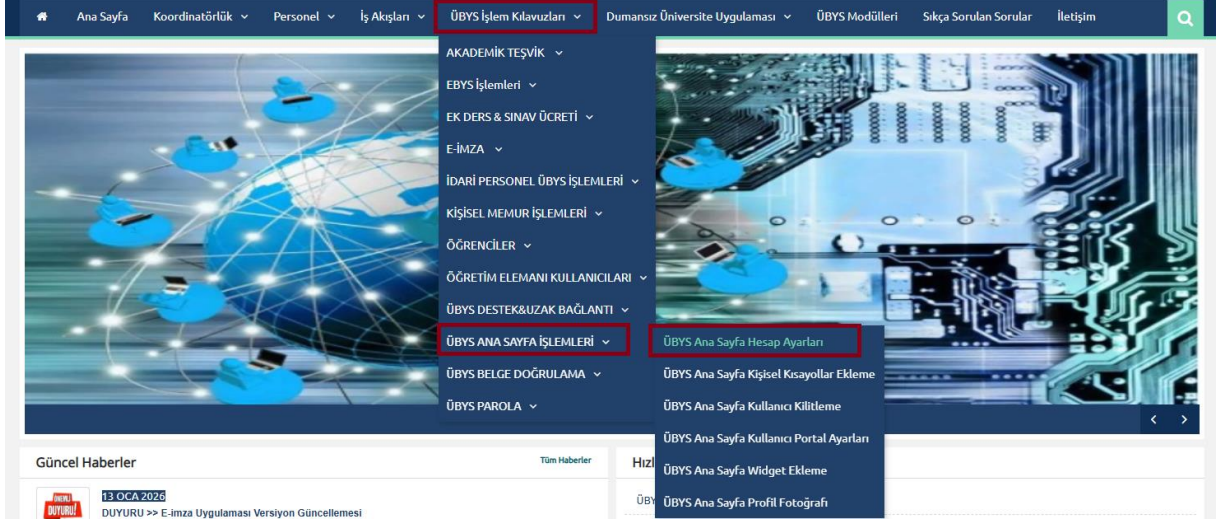 Ana Sayfa Koordinatörlük Personel İş Akışları ÜBYS İşlem Kılavuzları Dumansız Üniversite Uygulaması ÜBYS Modülleri Sıkça Sorulan Sorular İletişim
AKADEMİK TEŞVİK
EBYS İşlemleri
EK DERS & SINAV ÜCRETİ
E-İMZA
İDARİ PERSONEL ÜBYS İŞLEMLERİ
KİŞİSEL MEMUR İŞLEMLERİ
ÖĞRENCİLER
ÖĞRETİM ELEMANI KULLANICILARI
ÜBYS DESTEK&UZAK BAĞLANTI
ÜBYS ANA SAYFA İŞLEMLERİ
ÜBYS BELGE DOĞRULAMA
ÜBYS PAROLA
ÜBYS Ana Sayfa Hesap Ayarları
ÜBYS Ana Sayfa Kişisel Kısayollar Ekleme
ÜBYS Ana Sayfa Kullanıcı Kilitleme
ÜBYS Ana Sayfa Kullanıcı Portal Ayarları
ÜBYS Ana Sayfa Widget Ekleme
ÜBYS Ana Sayfa Profil Fotoğrafı
Güncel Haberler
Tüm Haberler
ÖNEMLİ
DUYURU!
13 OCA 2026
DUYURU >> E-imza Uygulaması Versiyon Güncellemesi